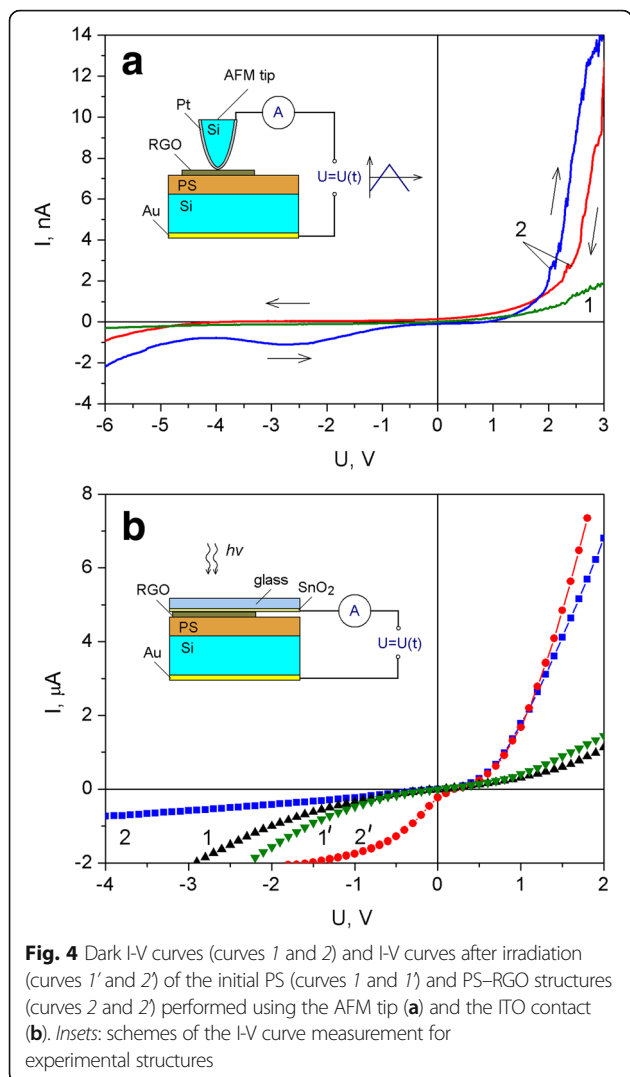 a
AFM tip
Pt
Si
A
RGO
PS
U=U(t)
Si
Au
2
1
I, nA
14
12
10
8
6
4
2
0
-2
-4
-6 -5 -4 -3 -2 -1 0 1 2 3
U, V
b
hν
glass
SnO₂
RGO
A
PS
Si
U=U(t)
Au
2
1
1'
2'
I, μA
8
6
4
2
0
-2
-4 -3 -2 -1 0 1 2
U, V
Fig. 4 Dark I-V curves (curves 1 and 2) and I-V curves after irradiation
(curves 1' and 2') of the initial PS (curves 1 and 1') and PS–RGO structures
(curves 2 and 2') performed using the AFM tip (a) and the ITO contact
(b). Insets: schemes of the I-V curve measurement for
experimental structures